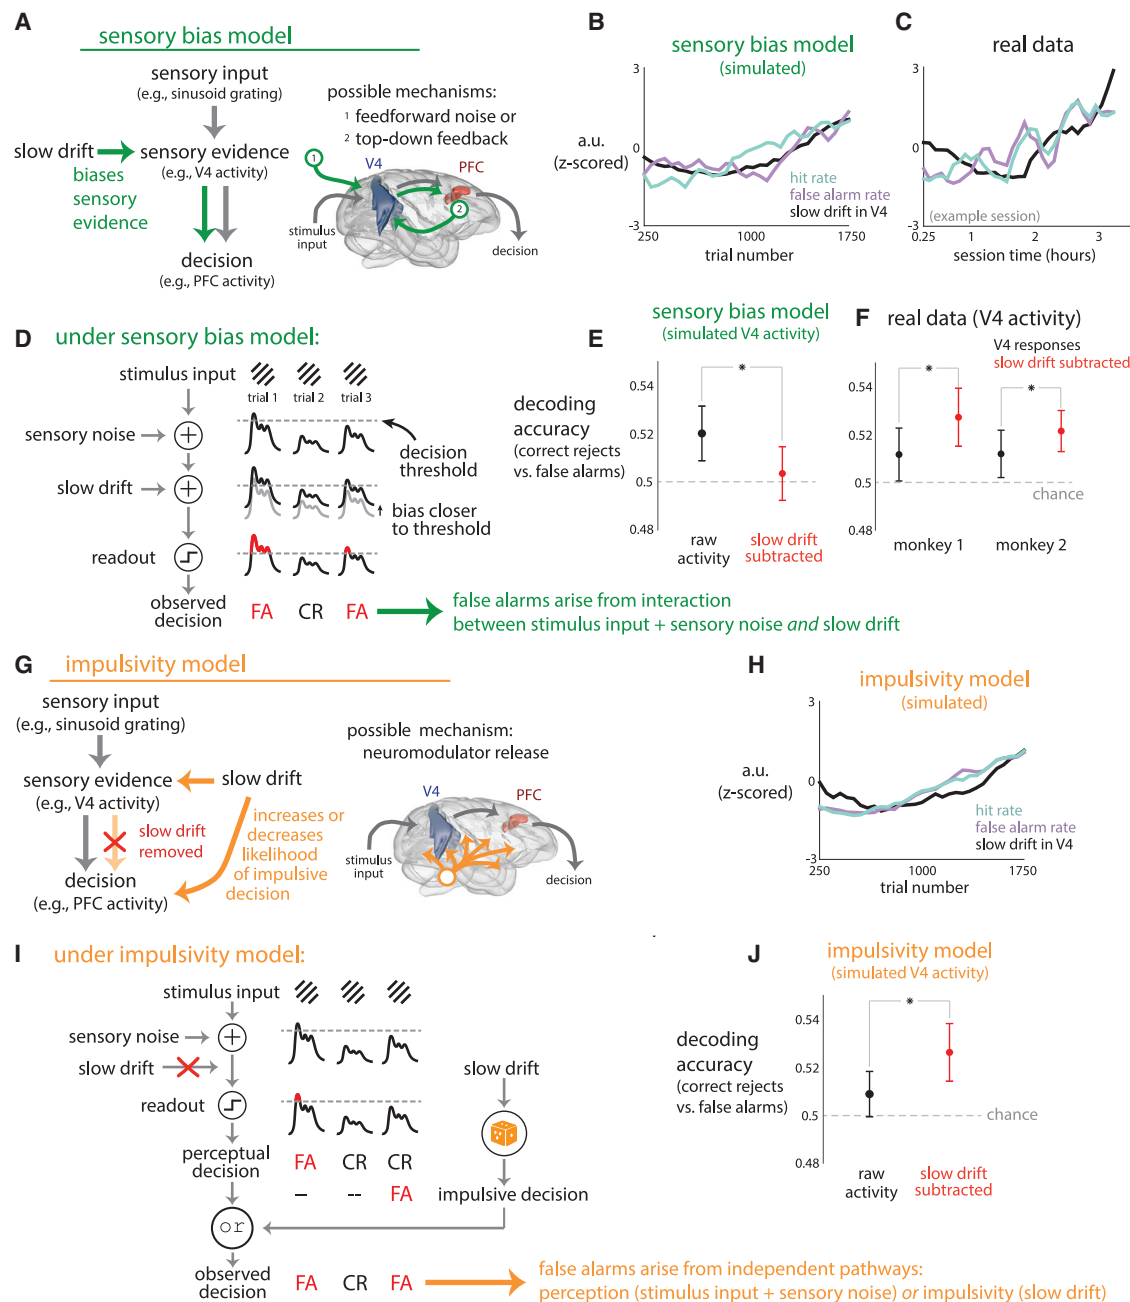 A
sensory bias model
sensory input
(e.g., sinusoid grating)
slow drift
sensory evidence
(e.g., V4 activity)
biases
sensory
evidence
decision
(e.g., PFC activity)
possible mechanisms:
1 feedforward noise or
2 top-down feedback
V4
PFC
1
2
stimulus
input
decision
B
sensory bias model
(simulated)
3
a.u.
(z-scored)
0
hit rate
false alarm rate
slow drift in V4
-3
250
1000
1750
trial number
C
real data
3
0
(example session)
-3
0.25
1
2
3
session time (hours)
D
under sensory bias model:
stimulus input
trial 1
trial 2
trial 3
sensory noise
+
decision
threshold
slow drift
+
bias closer
to threshold
readout
observed
decision
FA
CR
FA
false alarms arise from interaction
between stimulus input + sensory noise and slow drift
E
sensory bias model
(simulated V4 activity)
decoding
accuracy
(correct rejects
vs. false alarms)
0.54
0.52
0.5
0.48
*
raw
activity
slow drift
subtracted
F
real data (V4 activity)
V4 responses
slow drift subtracted
0.54
0.52
0.5
0.48
*
*
chance
monkey 1
monkey 2
G
impulsivity model
sensory input
(e.g., sinusoid grating)
sensory evidence
(e.g., V4 activity)
slow drift
slow drift
removed
increases or
decreases
likelihood
of impulsive
decision
decision
(e.g., PFC activity)
possible mechanism:
neuromodulator release
V4
PFC
stimulus
input
decision
H
impulsivity model
(simulated)
3
a.u.
(z-scored)
0
hit rate
false alarm rate
slow drift in V4
-3
250
1000
1750
trial number
I
under impulsivity model:
stimulus input
sensory noise
+
slow drift
readout
perceptual
decision
FA
CR
CR
–
--
FA
slow drift
impulsive decision
or
observed
decision
FA
CR
FA
false alarms arise from independent pathways:
perception (stimulus input + sensory noise) or impulsivity (slow drift)
J
impulsivity model
(simulated V4 activity)
decoding
accuracy
(correct rejects
vs. false alarms)
0.54
0.52
0.5
0.48
*
chance
raw
activity
slow drift
subtracted